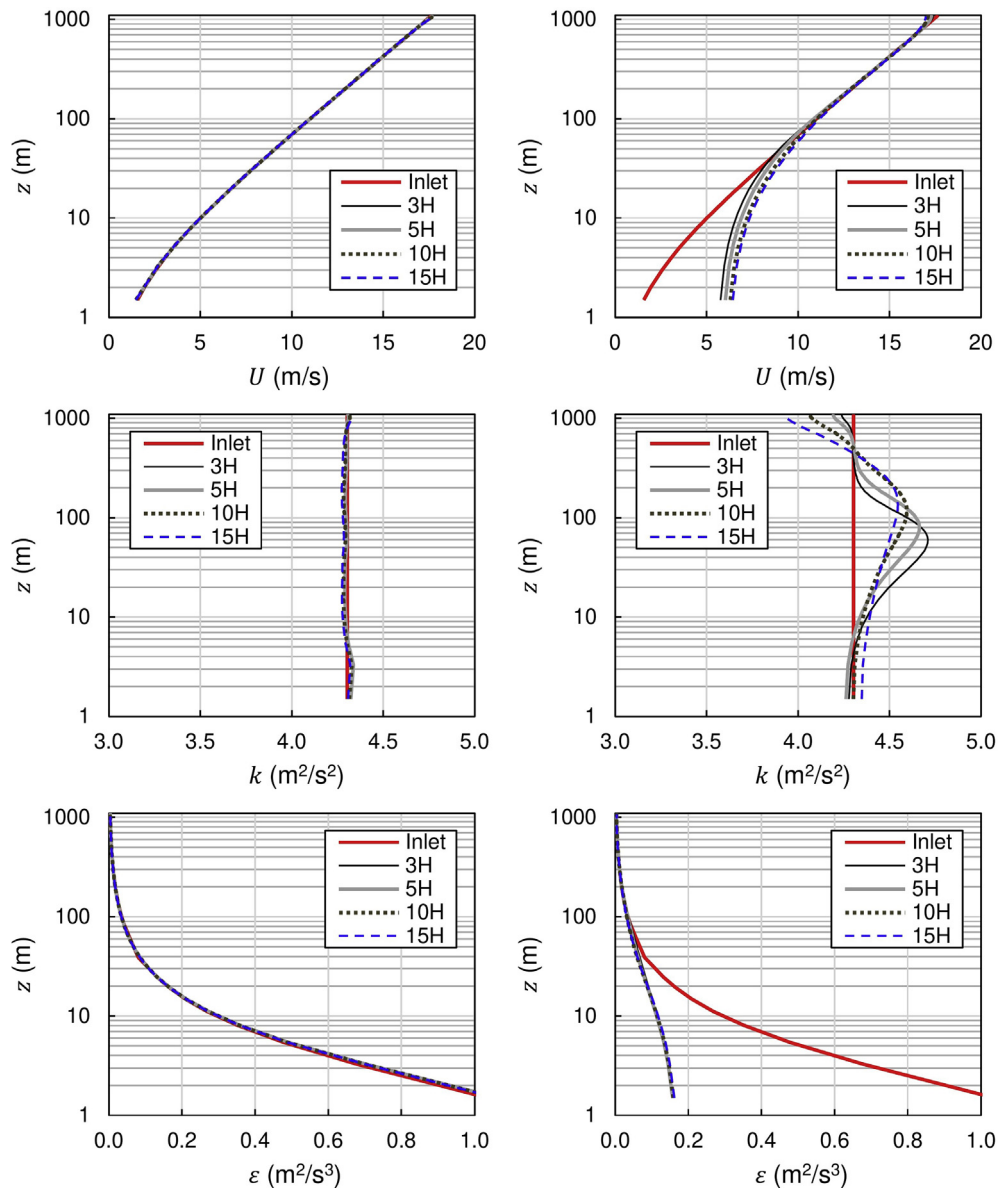 1000
100
10
1
z (m)
0 5 10 15 20
U (m/s)
Inlet
3H
5H
10H
15H
1000
100
10
1
z (m)
0 5 10 15 20
U (m/s)
Inlet
3H
5H
10H
15H
1000
100
10
1
z (m)
3.0 4.0 4.5 5.0
k (m²/s²)
Inlet
3H
5H
10H
15H
1000
100
10
1
z (m)
3.0 4.0 4.5 5.0
k (m²/s²)
Inlet
3H
5H
10H
15H
1000
100
10
1
z (m)
0.0 0.2 0.4 0.6 0.8 1.0
ε (m²/s³)
Inlet
3H
5H
10H
15H
1000
100
10
1
z (m)
0.0 0.2 0.4 0.6 0.8 1.0
ε (m²/s³)
Inlet
3H
5H
10H
15H